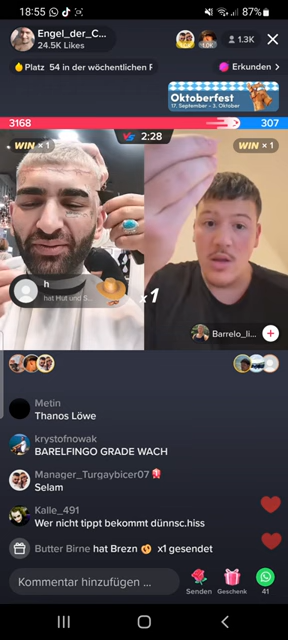 18:55
87%
Engel_der_C...
24.5K Likes
1.0K
1.3K
Platz 54 in der wöchentlichen F
Erkunden
Oktoberfest
17. September - 3. Oktober
3168
307
WIN ×1
2:28
WIN ×1
h
hat Hut und S...
x1
Barrelo_li...
Metin
Thanos Löwe
krystofnowak
BARELFINGO GRADE WACH
Manager_Turgaybicer07
Selam
Kalle_491
Wer nicht tippt bekommt dünnsc.hiss
Butter Birne hat Brezn x1 gesendet
Kommentar hinzufügen ...
Senden
Geschenk
41